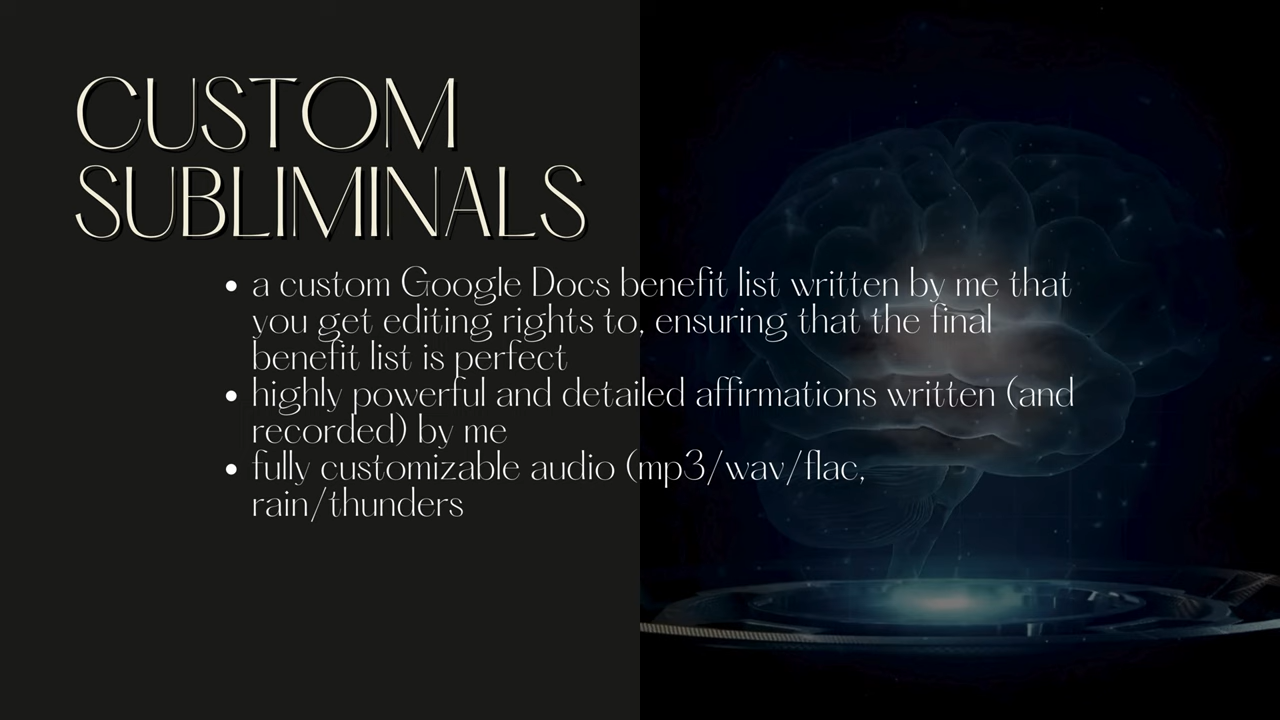 CUSTOM
SUBLIMINALS
• a custom Google Docs benefit list written by me that
you get editing rights to, ensuring that the final
benefit list is perfect
• highly powerful and detailed affirmations written (and
recorded) by me
• fully customizable audio (mp3/wav/flac,
rain/thunders